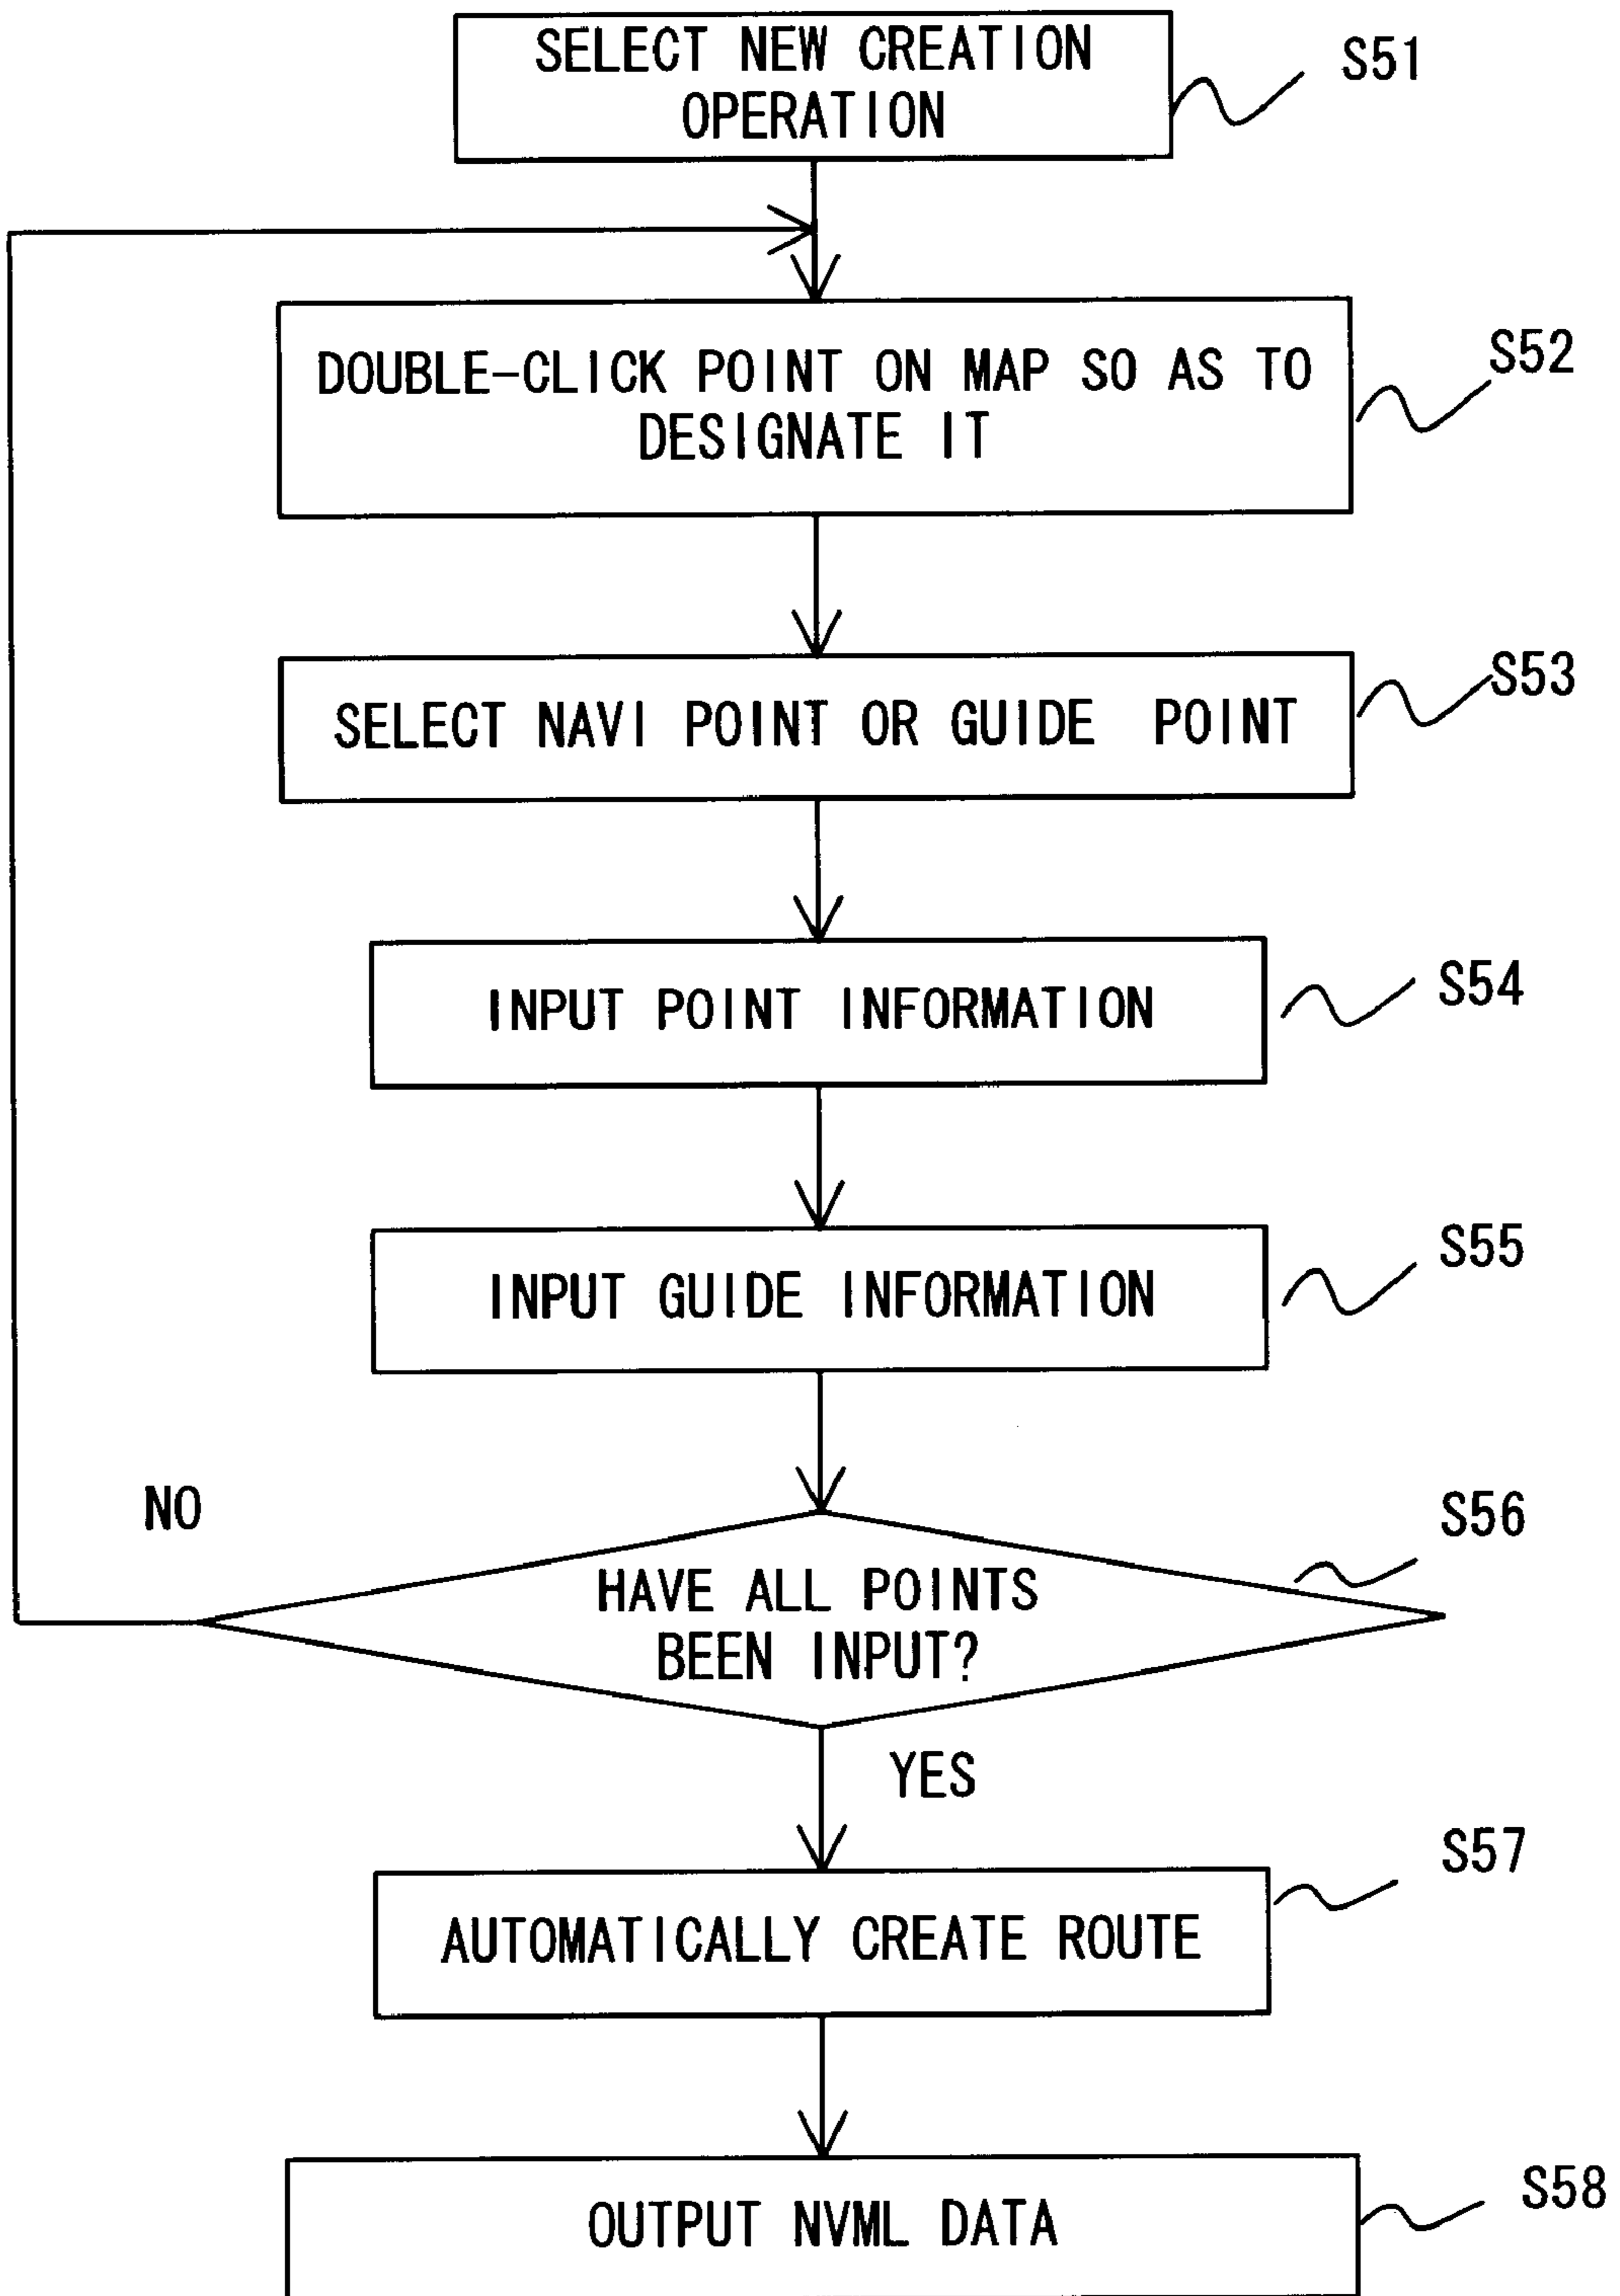 SELECT NEW CREATION
OPERATION
S51
DOUBLE-CLICK POINT ON MAP SO AS TO
DESIGNATE IT
S52
SELECT NAVI POINT OR GUIDE POINT
S53
INPUT POINT INFORMATION
S54
INPUT GUIDE INFORMATION
S55
NO
HAVE ALL POINTS
BEEN INPUT?
S56
YES
AUTOMATICALLY CREATE ROUTE
S57
OUTPUT NVML DATA
S58